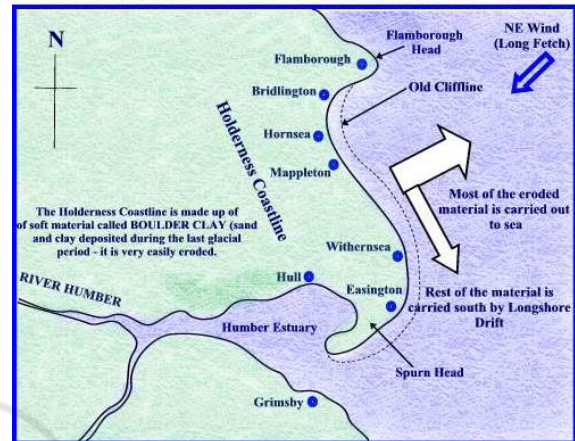 N
Flamborough
Head
NE Wind
(Long Fetch)
Flamborough
Bridlington
Old Cliffline
Hornsea
Holderness Coastline
Mappleton
Most of the eroded
material is carried out
to sea
The Holderness Coastline is made up of
of soft material called BOULDER CLAY (sand
and clay deposited during the last glacial
period - it is very easily eroded.
Withernsea
Hull
RIVER HUMBER
Easington
Rest of the material is
carried south by Longshore
Drift
Humber Estuary
Spurn Head
Grimsby